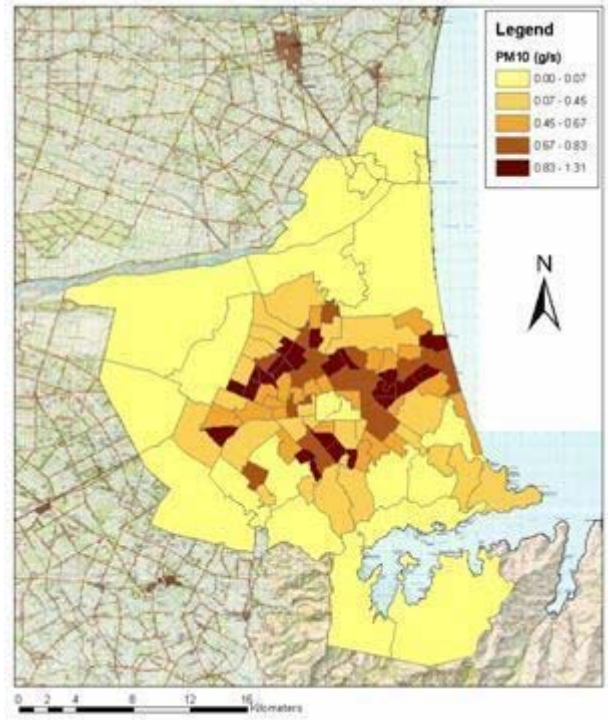 Legend
PM10 (g/s)
0.00 - 0.07
0.07 - 0.45
0.45 - 0.67
0.67 - 0.83
0.83 - 1.31
N
0 2 4 8 12 16
Kilometers